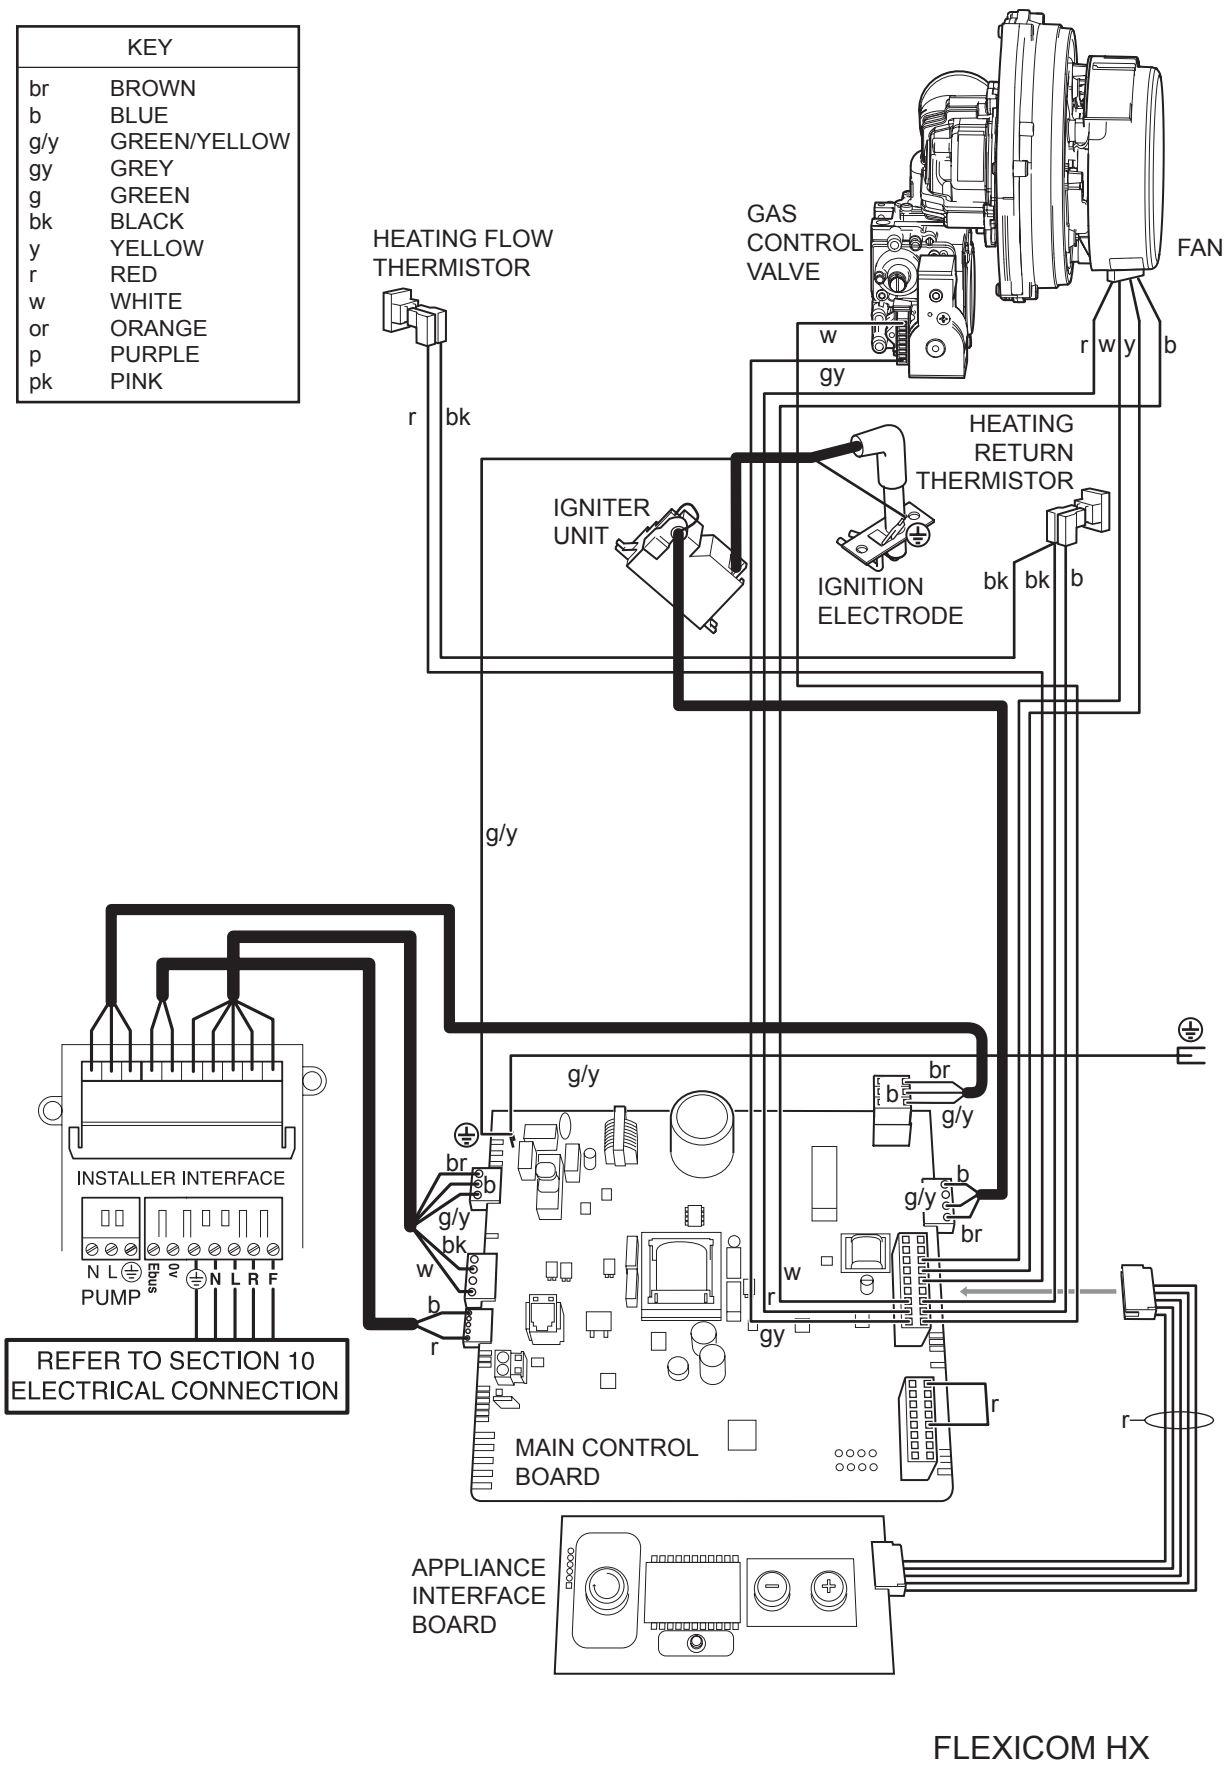 KEY
br BROWN
b BLUE
g/y GREEN/YELLOW
gy GREY
g GREEN
bk BLACK
y YELLOW
r RED
w WHITE
or ORANGE
p PURPLE
pk PINK
HEATING FLOW
THERMISTOR
r
bk
GAS
CONTROL
VALVE
w
gy
FAN
r w y b
HEATING
RETURN
THERMISTOR
bk bk b
IGNITER
UNIT
IGNITION
ELECTRODE
g/y
g/y
br
b
g/y
br
b
g/y
bk
w
b
r
b
g/y
br
w
r
gy
r
INSTALLER INTERFACE
N L
PUMP
Ebus
0v
N L R F
REFER TO SECTION 10
ELECTRICAL CONNECTION
MAIN CONTROL
BOARD
r
APPLIANCE
INTERFACE
BOARD
FLEXICOM HX